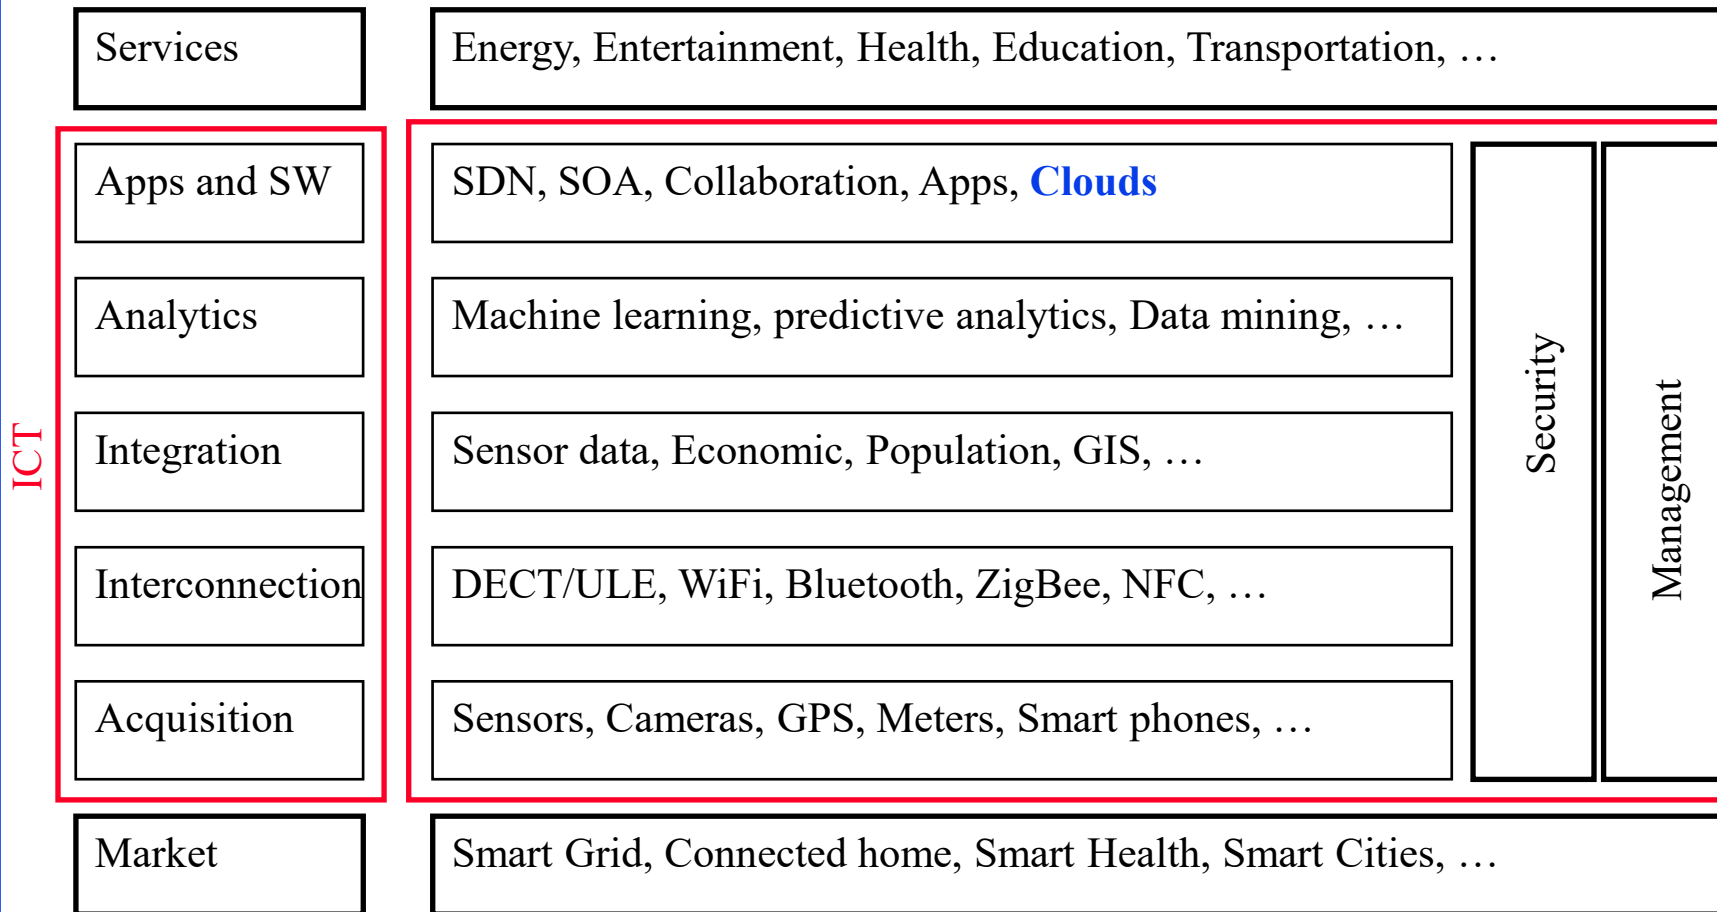 Services
Energy, Entertainment, Health, Education, Transportation, …
Apps and SW
SDN, SOA, Collaboration, Apps, Clouds
Analytics
Machine learning, predictive analytics, Data mining, …
Integration
Sensor data, Economic, Population, GIS, …
Interconnection
DECT/ULE, WiFi, Bluetooth, ZigBee, NFC, …
Acquisition
Sensors, Cameras, GPS, Meters, Smart phones, …
ICT
Security
Management
Market
Smart Grid, Connected home, Smart Health, Smart Cities, …